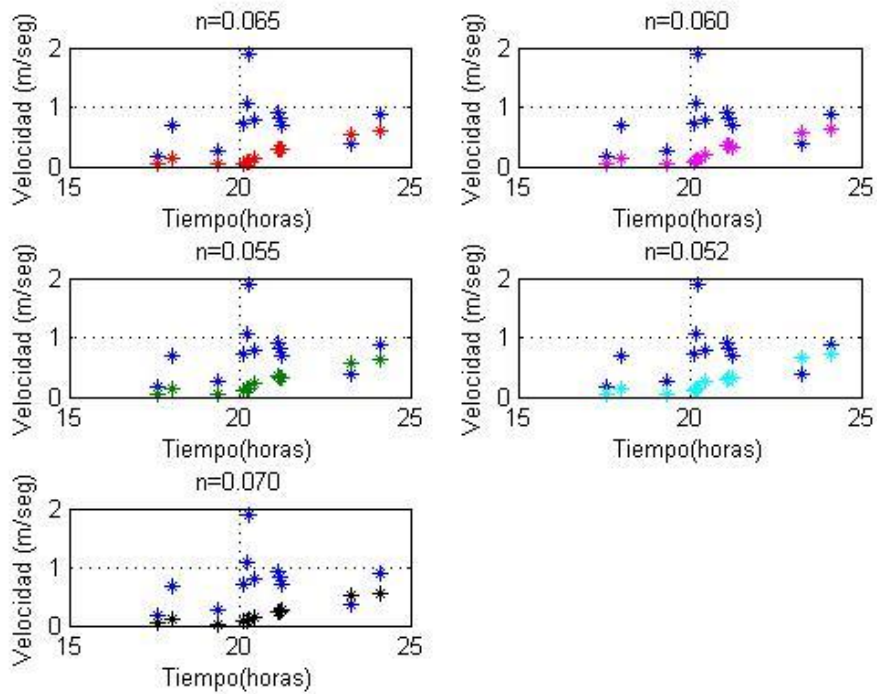 n=0.065
Velocidad (m/seg)
2
1
0
15
20
25
Tiempo(horas)
n=0.060
Velocidad (m/seg)
2
1
0
15
20
25
Tiempo(horas)
n=0.055
Velocidad (m/seg)
2
1
0
15
20
25
Tiempo(horas)
n=0.052
Velocidad (m/seg)
2
1
0
15
20
25
Tiempo(horas)
n=0.070
Velocidad (m/seg)
2
1
0
15
20
25
Tiempo(horas)